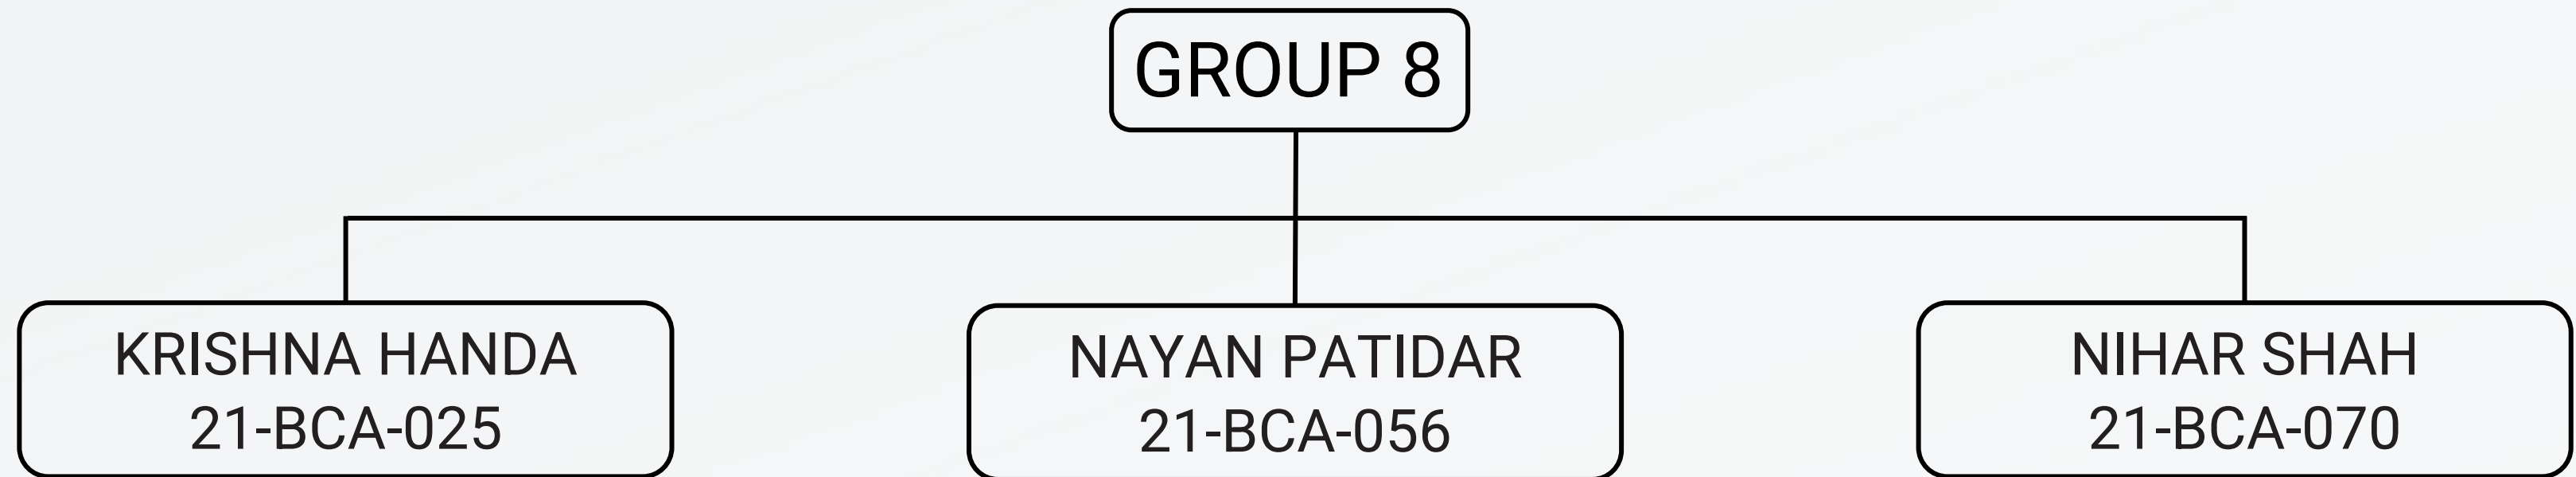 GROUP 8
KRISHNA HANDA
21-BCA-025
NAYAN PATIDAR
21-BCA-056
NIHAR SHAH
21-BCA-070